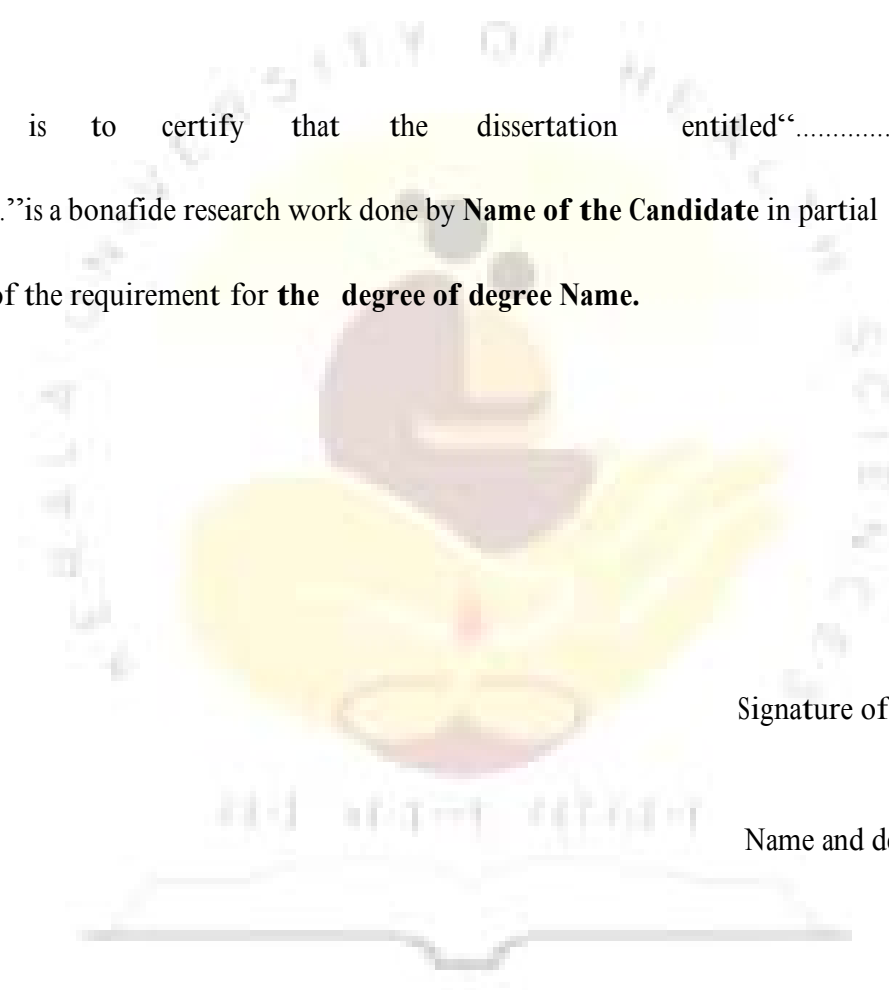 is to certify that the dissertation entitled“.............
.”is a bonafide research work done by Name of the Candidate in partial
of the requirement for the degree of degree Name.
Signature of
Name and